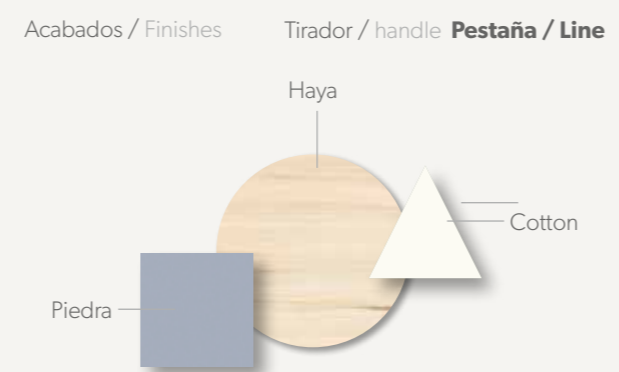 Acabados / Finishes
Tirador / handle Pestaña / Line
Haya
Cotton
Piedra